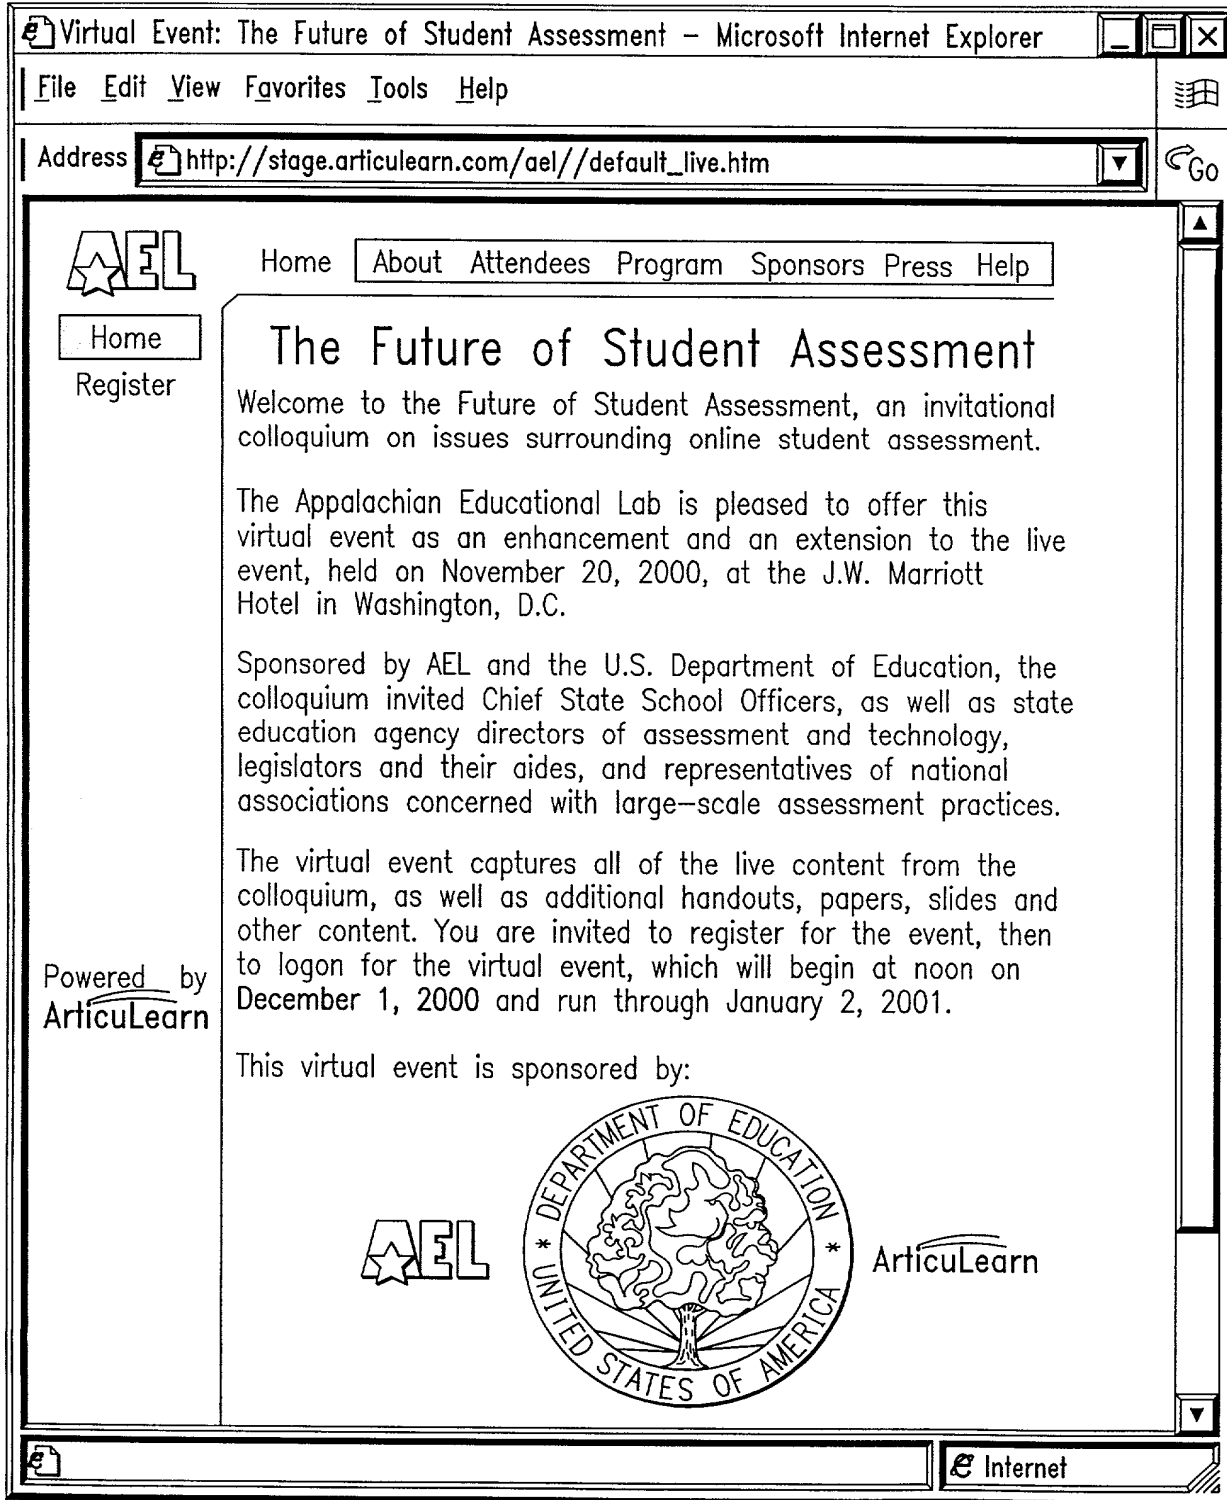 Virtual Event: The Future of Student Assessment – Microsoft Internet Explorer
File Edit View Favorites Tools Help
Address http://stage.articulearn.com/ael//default_live.htm
Go
AEL
Home About Attendees Program Sponsors Press Help
Home
Register
The Future of Student Assessment
Welcome to the Future of Student Assessment, an invitational
colloquium on issues surrounding online student assessment.
The Appalachian Educational Lab is pleased to offer this
virtual event as an enhancement and an extension to the live
event, held on November 20, 2000, at the J.W. Marriott
Hotel in Washington, D.C.
Sponsored by AEL and the U.S. Department of Education, the
colloquium invited Chief State School Officers, as well as state
education agency directors of assessment and technology,
legislators and their aides, and representatives of national
associations concerned with large–scale assessment practices.
The virtual event captures all of the live content from the
colloquium, as well as additional handouts, papers, slides and
other content. You are invited to register for the event, then
to logon for the virtual event, which will begin at noon on
December 1, 2000 and run through January 2, 2001.
Powered by
ArticuLearn
This virtual event is sponsored by:
AEL
DEPARTMENT OF EDUCATION
* UNITED STATES OF AMERICA *
ArticuLearn
Internet